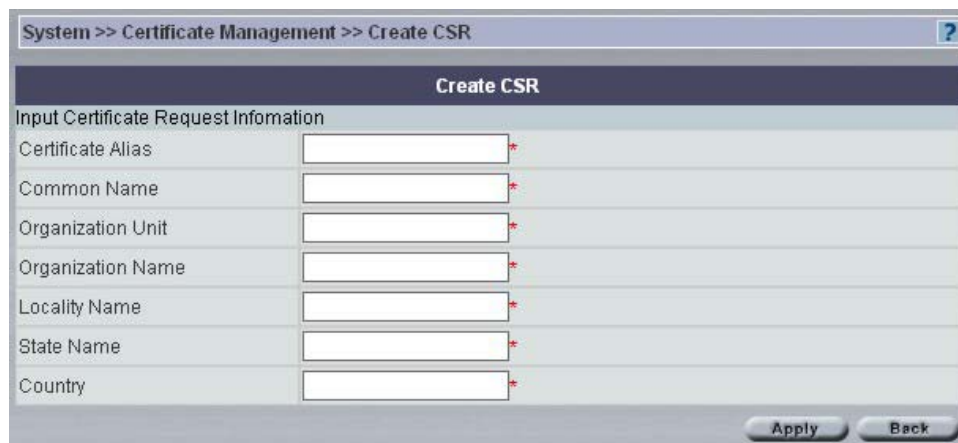 System >> Certificate Management >> Create CSR ?
Create CSR
Input Certificate Request Infomation
Certificate Alias *
Common Name *
Organization Unit *
Organization Name *
Locality Name *
State Name *
Country *
Apply Back